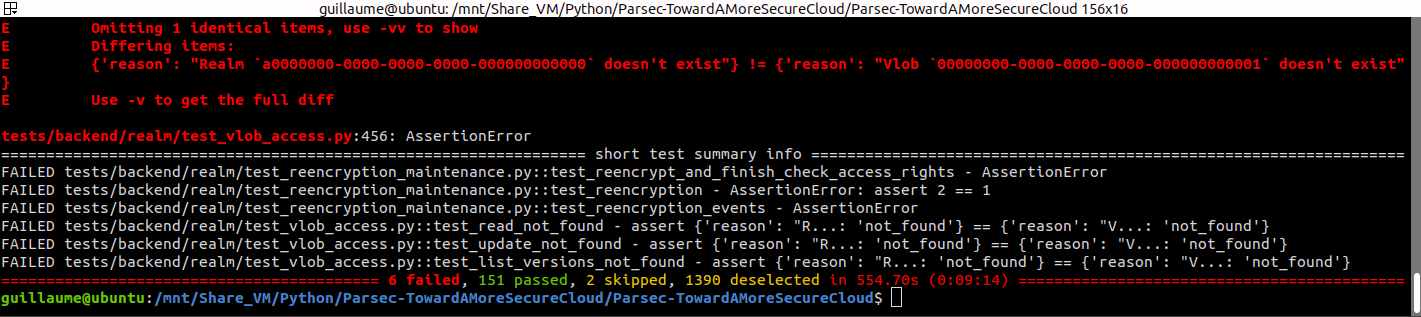 guillaume@ubuntu: /mnt/Share_VM/Python/Parsec-TowardAMoreSecureCloud/Parsec-TowardAMoreSecureCloud 156x16
E         Omitting 1 identical items, use -vv to show
E         Differing items:
E         {'reason': "Realm `a0000000-0000-0000-0000-000000000000` doesn't exist"} != {'reason': "Vlob `00000000-0000-0000-0000-000000000001` doesn't exist"
}
E         Use -v to get the full diff
tests/backend/realm/test_vlob_access.py:456: AssertionError
================================================================= short test summary info ==================================================================
FAILED tests/backend/realm/test_reencryption_maintenance.py::test_reencrypt_and_finish_check_access_rights - AssertionError
FAILED tests/backend/realm/test_reencryption_maintenance.py::test_reencryption - AssertionError: assert 2 == 1
FAILED tests/backend/realm/test_reencryption_maintenance.py::test_reencryption_events - AssertionError
FAILED tests/backend/realm/test_vlob_access.py::test_read_not_found - assert {'reason': "R...: 'not_found'} == {'reason': "V...: 'not_found'}
FAILED tests/backend/realm/test_vlob_access.py::test_update_not_found - assert {'reason': "R...: 'not_found'} == {'reason': "V...: 'not_found'}
FAILED tests/backend/realm/test_vlob_access.py::test_list_versions_not_found - assert {'reason': "R...: 'not_found'} == {'reason': "V...: 'not_found'}
========================================== 6 failed, 151 passed, 2 skipped, 1390 deselected in 554.70s (0:09:14) ===========================================
guillaume@ubuntu:/mnt/Share_VM/Python/Parsec-TowardAMoreSecureCloud/Parsec-TowardAMoreSecureCloud$